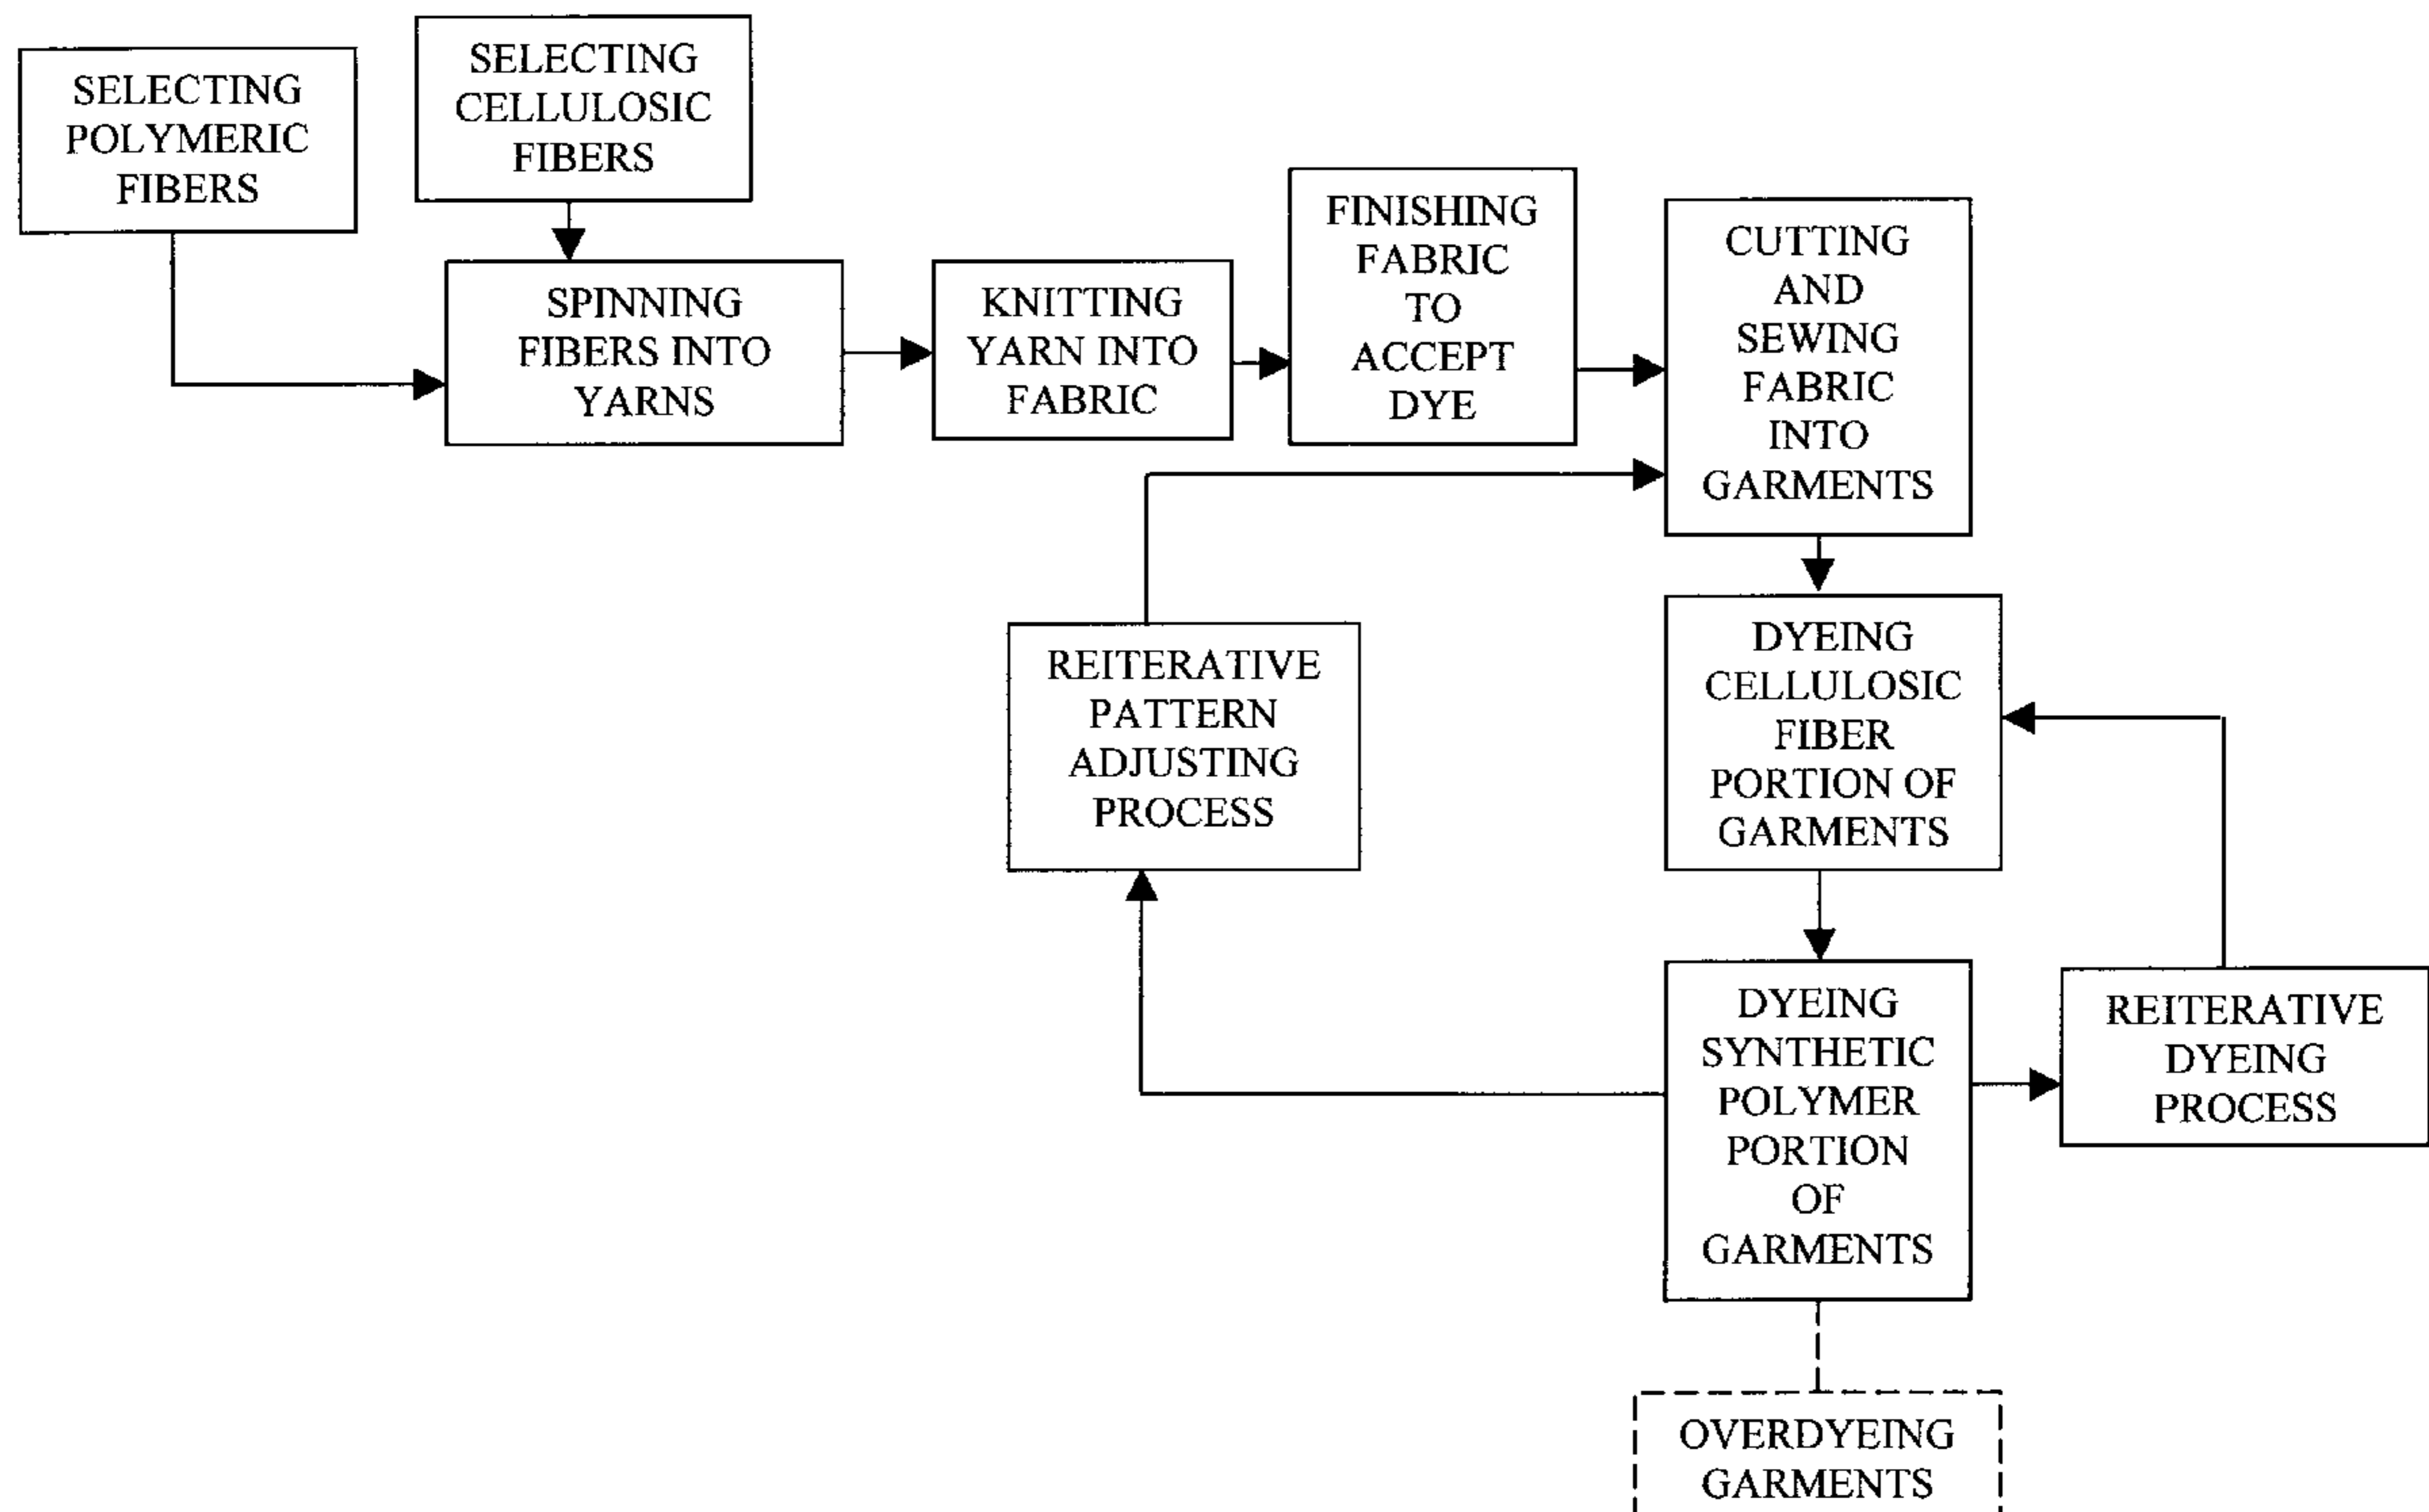 SELECTING
POLYMERIC
FIBERS
SELECTING
CELLULOSIC
FIBERS
SPINNING
FIBERS INTO
YARNS
KNITTING
YARN INTO
FABRIC
FINISHING
FABRIC
TO
ACCEPT
DYE
CUTTING
AND
SEWING
FABRIC
INTO
GARMENTS
REITERATIVE
PATTERN
ADJUSTING
PROCESS
DYEING
CELLULOSIC
FIBER
PORTION OF
GARMENTS
DYEING
SYNTHETIC
POLYMER
PORTION
OF
GARMENTS
REITERATIVE
DYEING
PROCESS
OVERDYEING
GARMENTS